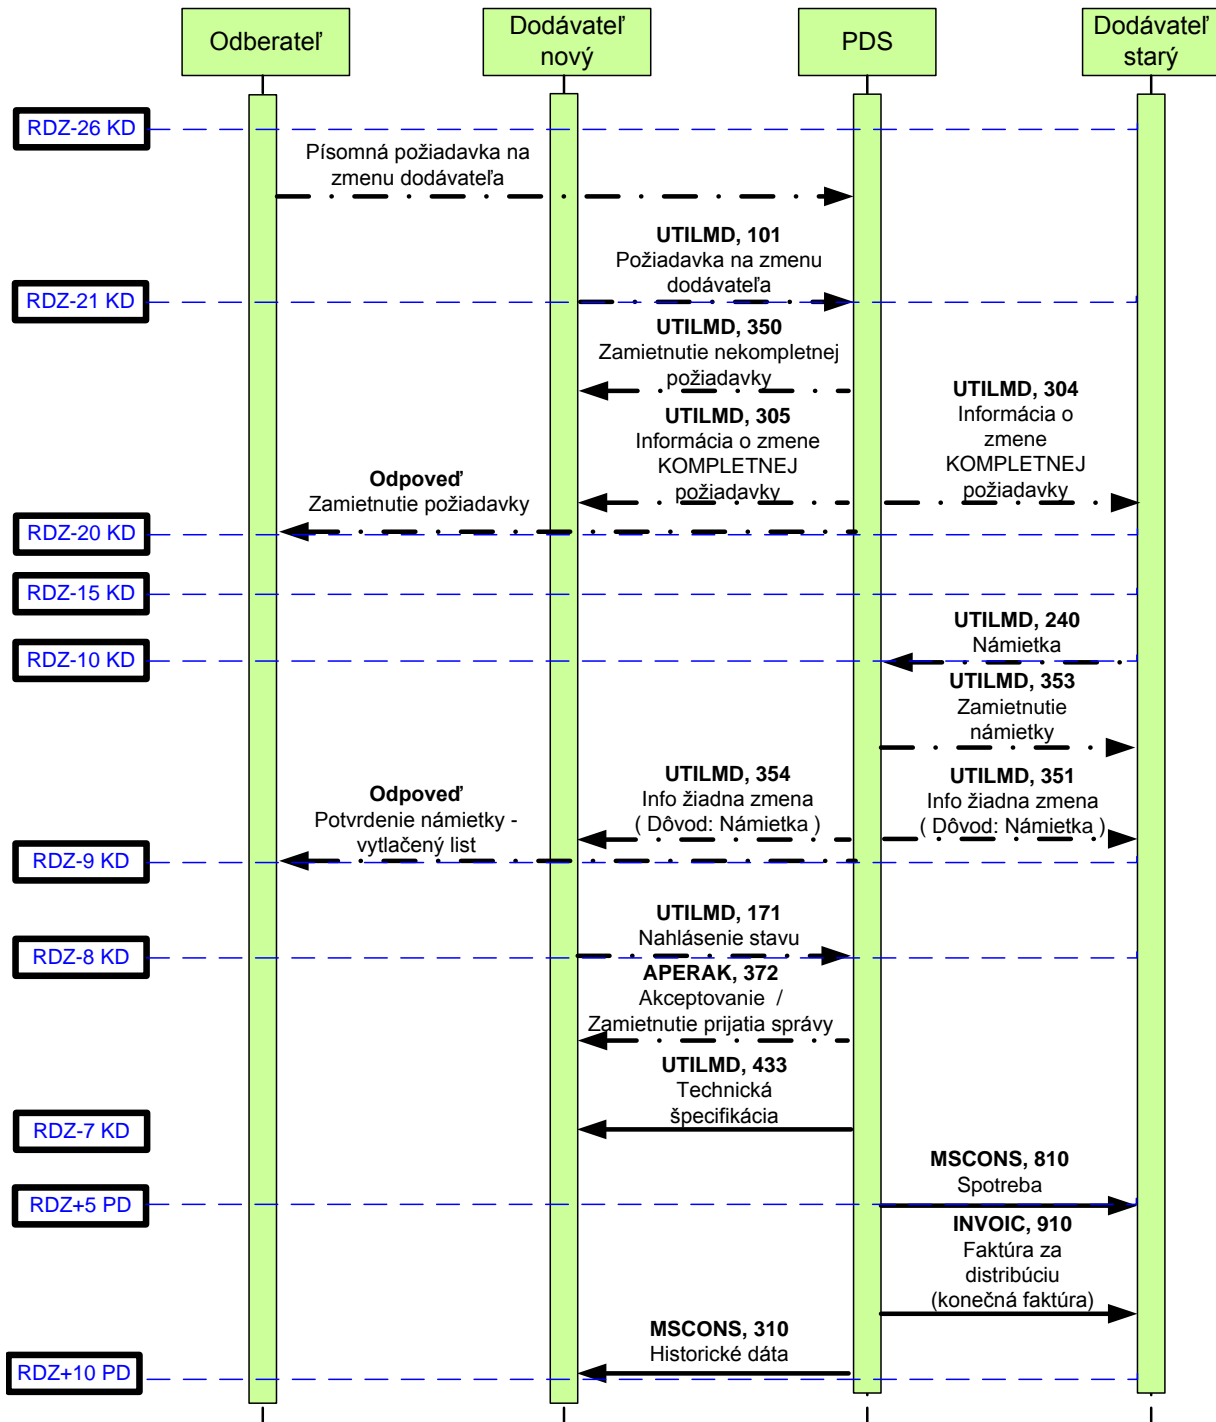 Odberateľ
Dodávateľ
nový
PDS
Dodávateľ
starý
RDZ-26 KD
Písomná požiadavka na
zmenu dodávateľa
UTILMD, 101
Požiadavka na zmenu
dodávateľa
RDZ-21 KD
UTILMD, 350
Zamietnutie nekompletnej
požiadavky
UTILMD, 304
Informácia o
zmene
KOMPLETNEJ
požiadavky
UTILMD, 305
Informácia o zmene
KOMPLETNEJ
požiadavky
Odpoveď
Zamietnutie požiadavky
RDZ-20 KD
RDZ-15 KD
UTILMD, 240
Námietka
RDZ-10 KD
UTILMD, 353
Zamietnutie
námietky
UTILMD, 354
Info žiadna zmena
( Dôvod: Námietka )
UTILMD, 351
Info žiadna zmena
( Dôvod: Námietka )
Odpoveď
Potvrdenie námietky -
vytlačený list
RDZ-9 KD
UTILMD, 171
Nahlásenie stavu
RDZ-8 KD
APERAK, 372
Akceptovanie /
Zamietnutie prijatia správy
UTILMD, 433
Technická
špecifikácia
RDZ-7 KD
MSCONS, 810
Spotreba
RDZ+5 PD
INVOIC, 910
Faktúra za
distribúciu
(konečná faktúra)
MSCONS, 310
Historické dáta
RDZ+10 PD